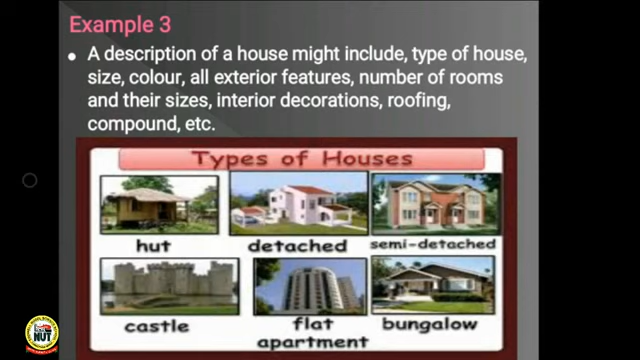 Example 3
A description of a house might include, type of house,
size, colour, all exterior features, number of rooms
and their sizes, interior decorations, roofing,
compound, etc.
Types of Houses
hut
detached
semi-detached
castle
flat
apartment
bungalow
NUT